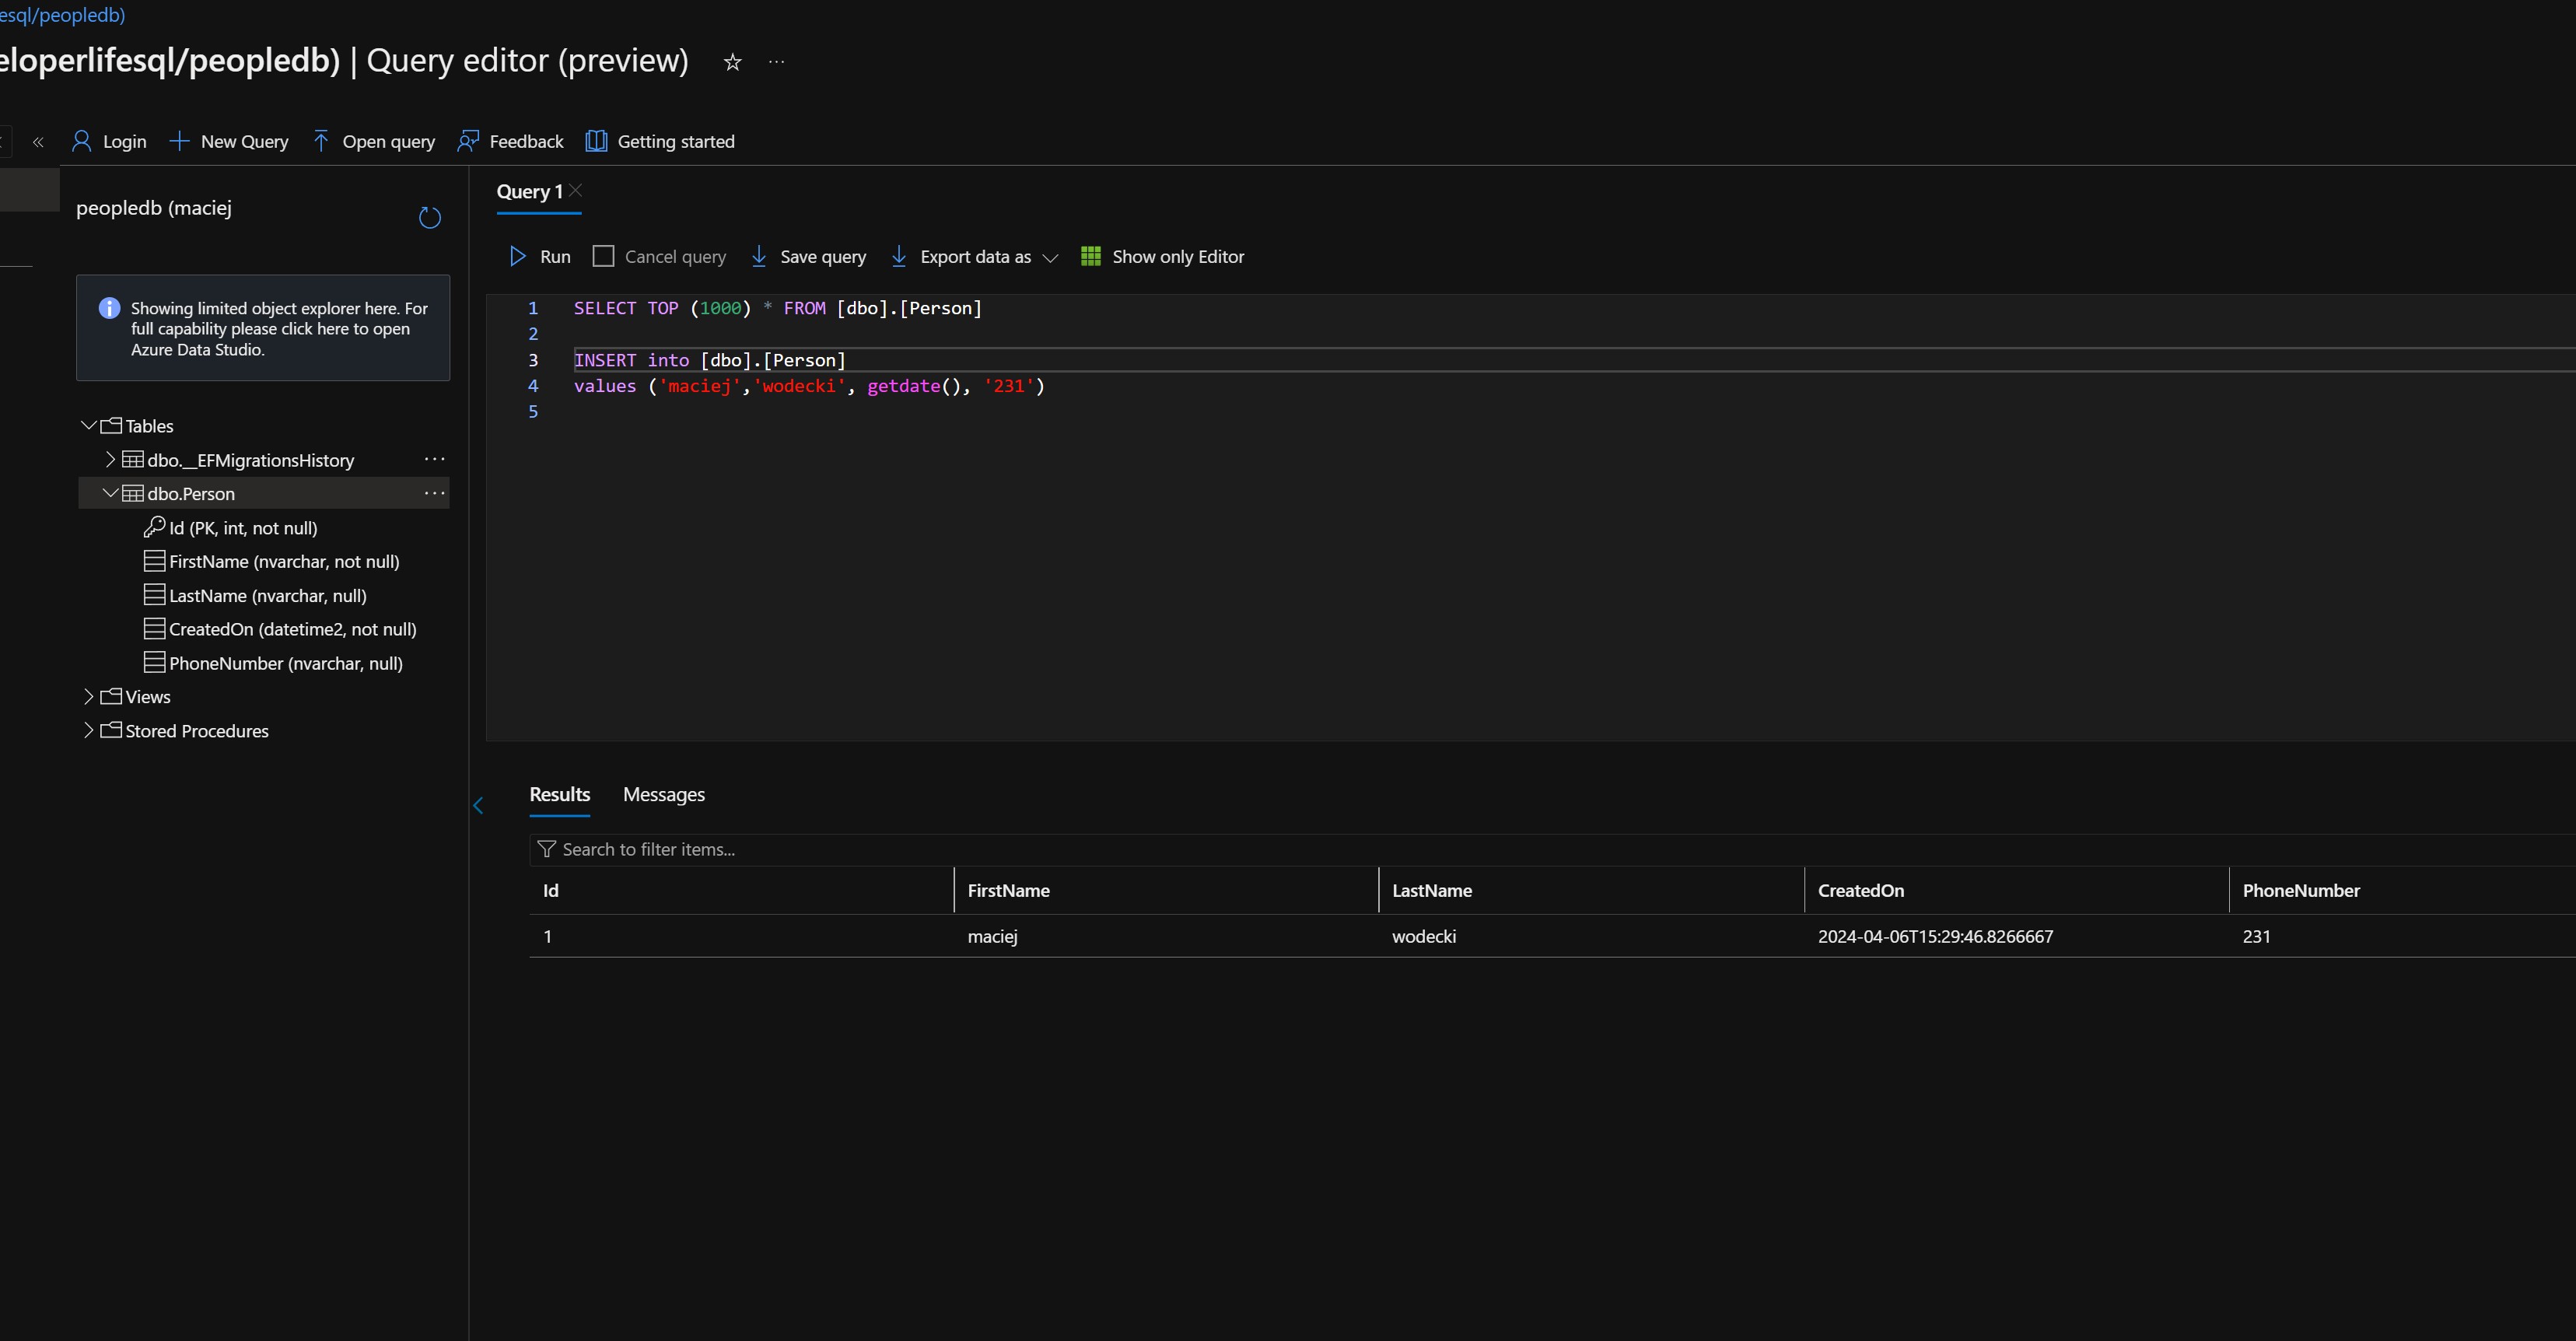 esql/peopledb)
eloperlifesql/peopledb) | Query editor (preview)
Login
New Query
Open query
Feedback
Getting started
peopledb (maciej
Showing limited object explorer here. For
full capability please click here to open
Azure Data Studio.
Tables
dbo.__EFMigrationsHistory
dbo.Person
Id (PK, int, not null)
FirstName (nvarchar, not null)
LastName (nvarchar, null)
CreatedOn (datetime2, not null)
PhoneNumber (nvarchar, null)
Views
Stored Procedures
Query 1
Run
Cancel query
Save query
Export data as
Show only Editor
1 SELECT TOP (1000) * FROM [dbo].[Person]
2
3 INSERT into [dbo].[Person]
4 values ('maciej','wodecki', getdate(), '231')
5
Results Messages
Search to filter items...
Id FirstName LastName CreatedOn PhoneNumber
1 maciej wodecki 2024-04-06T15:29:46.8266667 231